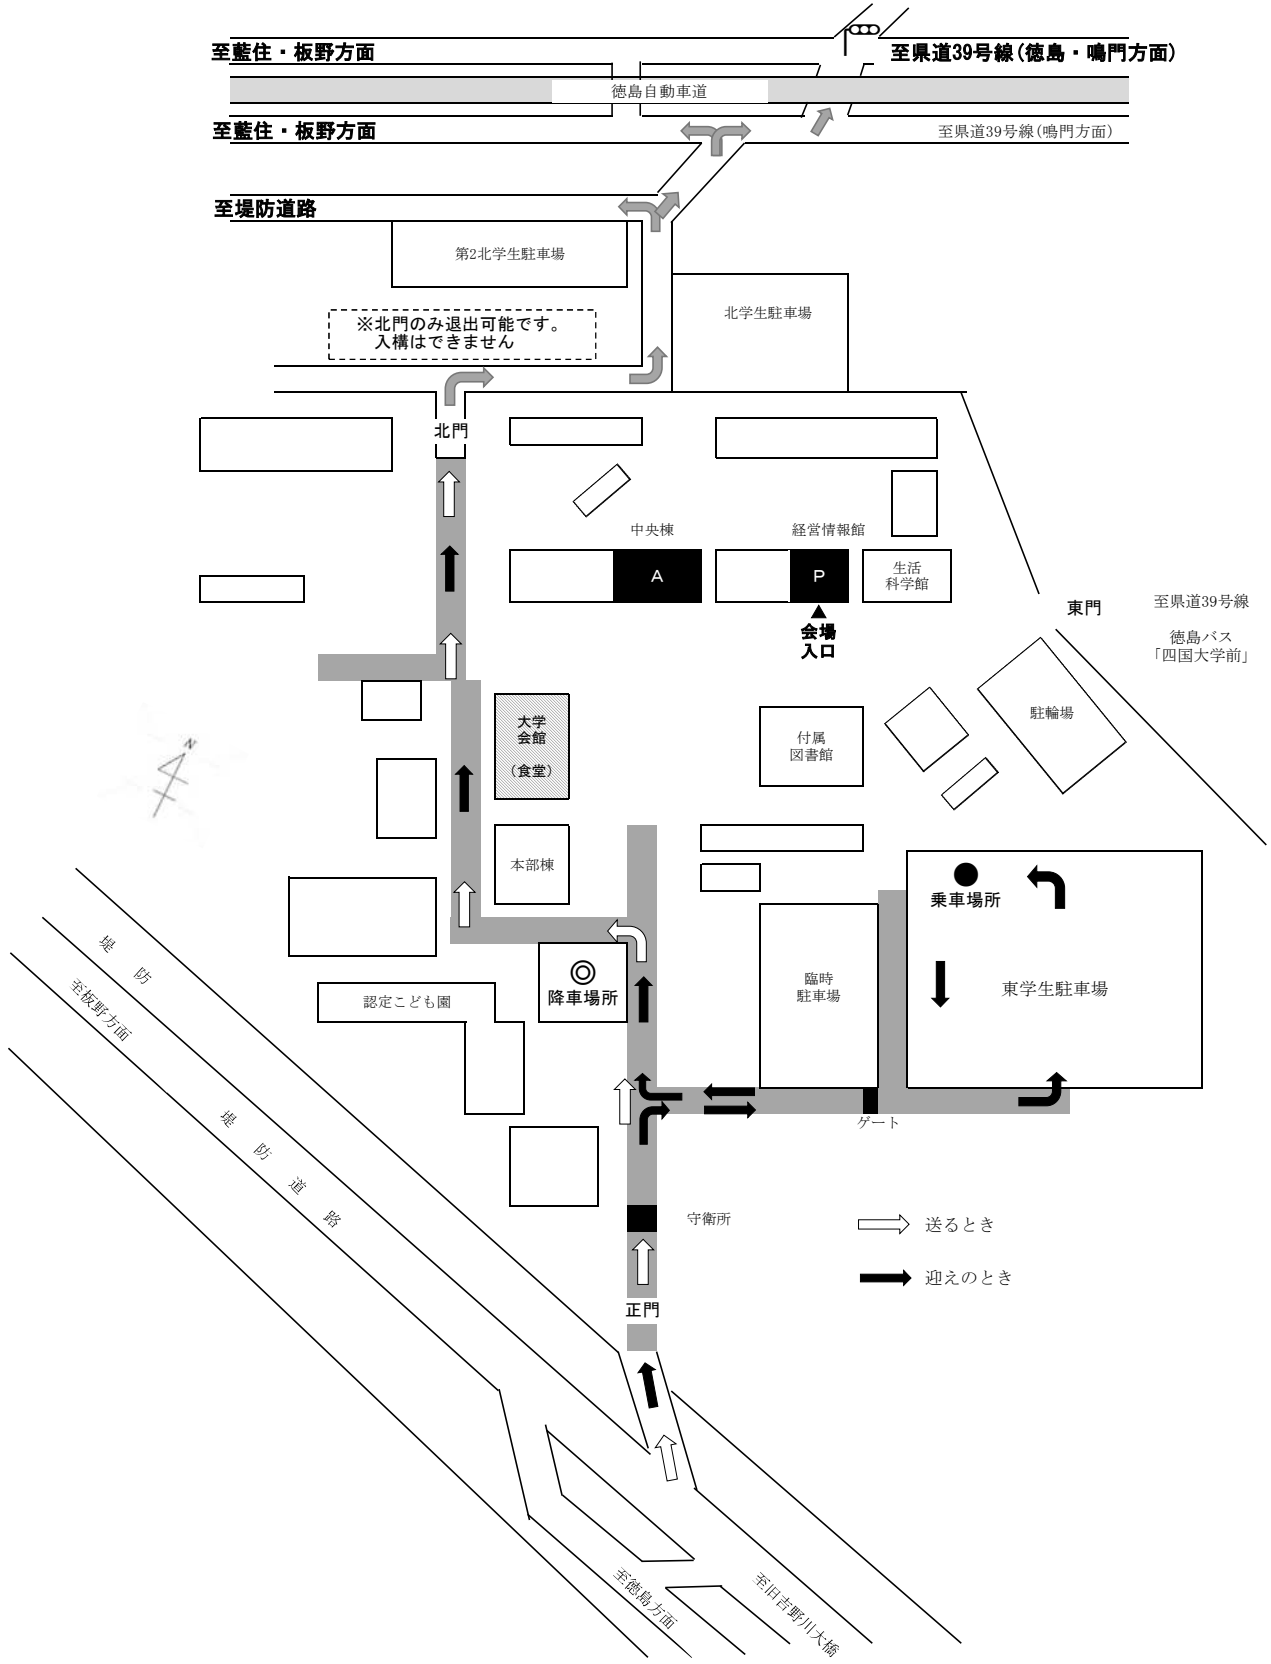 至藍住・板野方面
至県道39号線(徳島・鳴門方面)
徳島自動車道
至藍住・板野方面
至県道39号線(鳴門方面)
至堤防道路
第2北学生駐車場
北学生駐車場
※北門のみ退出可能です。
入構はできません
北門
中央棟
経営情報館
A
P
生活
科学館
会場
入口
東門
至県道39号線
徳島バス
「四国大学前」
大学
会館
(食堂)
付属
図書館
駐輪場
N
本部棟
乗車場所
堤防
至板野方面
認定こども園
降車場所
臨時
駐車場
東学生駐車場
ゲート
堤防道路
守衛所
送るとき
迎えのとき
正門
至徳島方面
至旧吉野川大橋